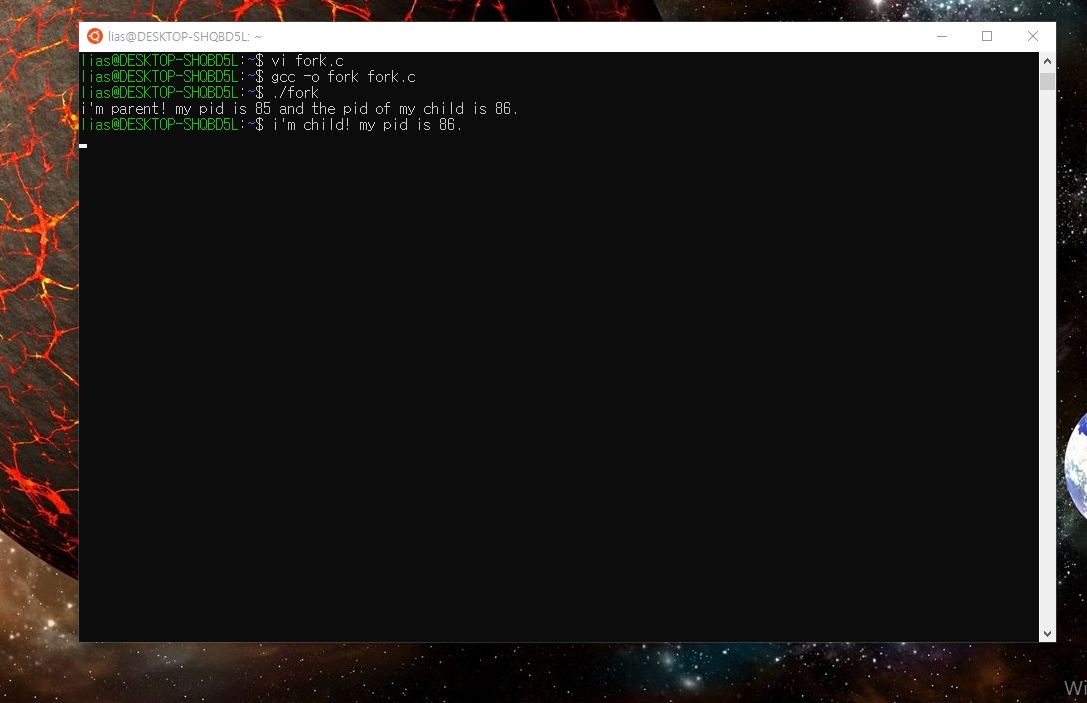 lias@DESKTOP-SHQBD5L: ~
lias@DESKTOP-SHQBD5L:~$ vi fork.c
lias@DESKTOP-SHQBD5L:~$ gcc -o fork fork.c
lias@DESKTOP-SHQBD5L:~$ ./fork
i'm parent! my pid is 85 and the pid of my child is 86.
lias@DESKTOP-SHQBD5L:~$ i'm child! my pid is 86.
Wi